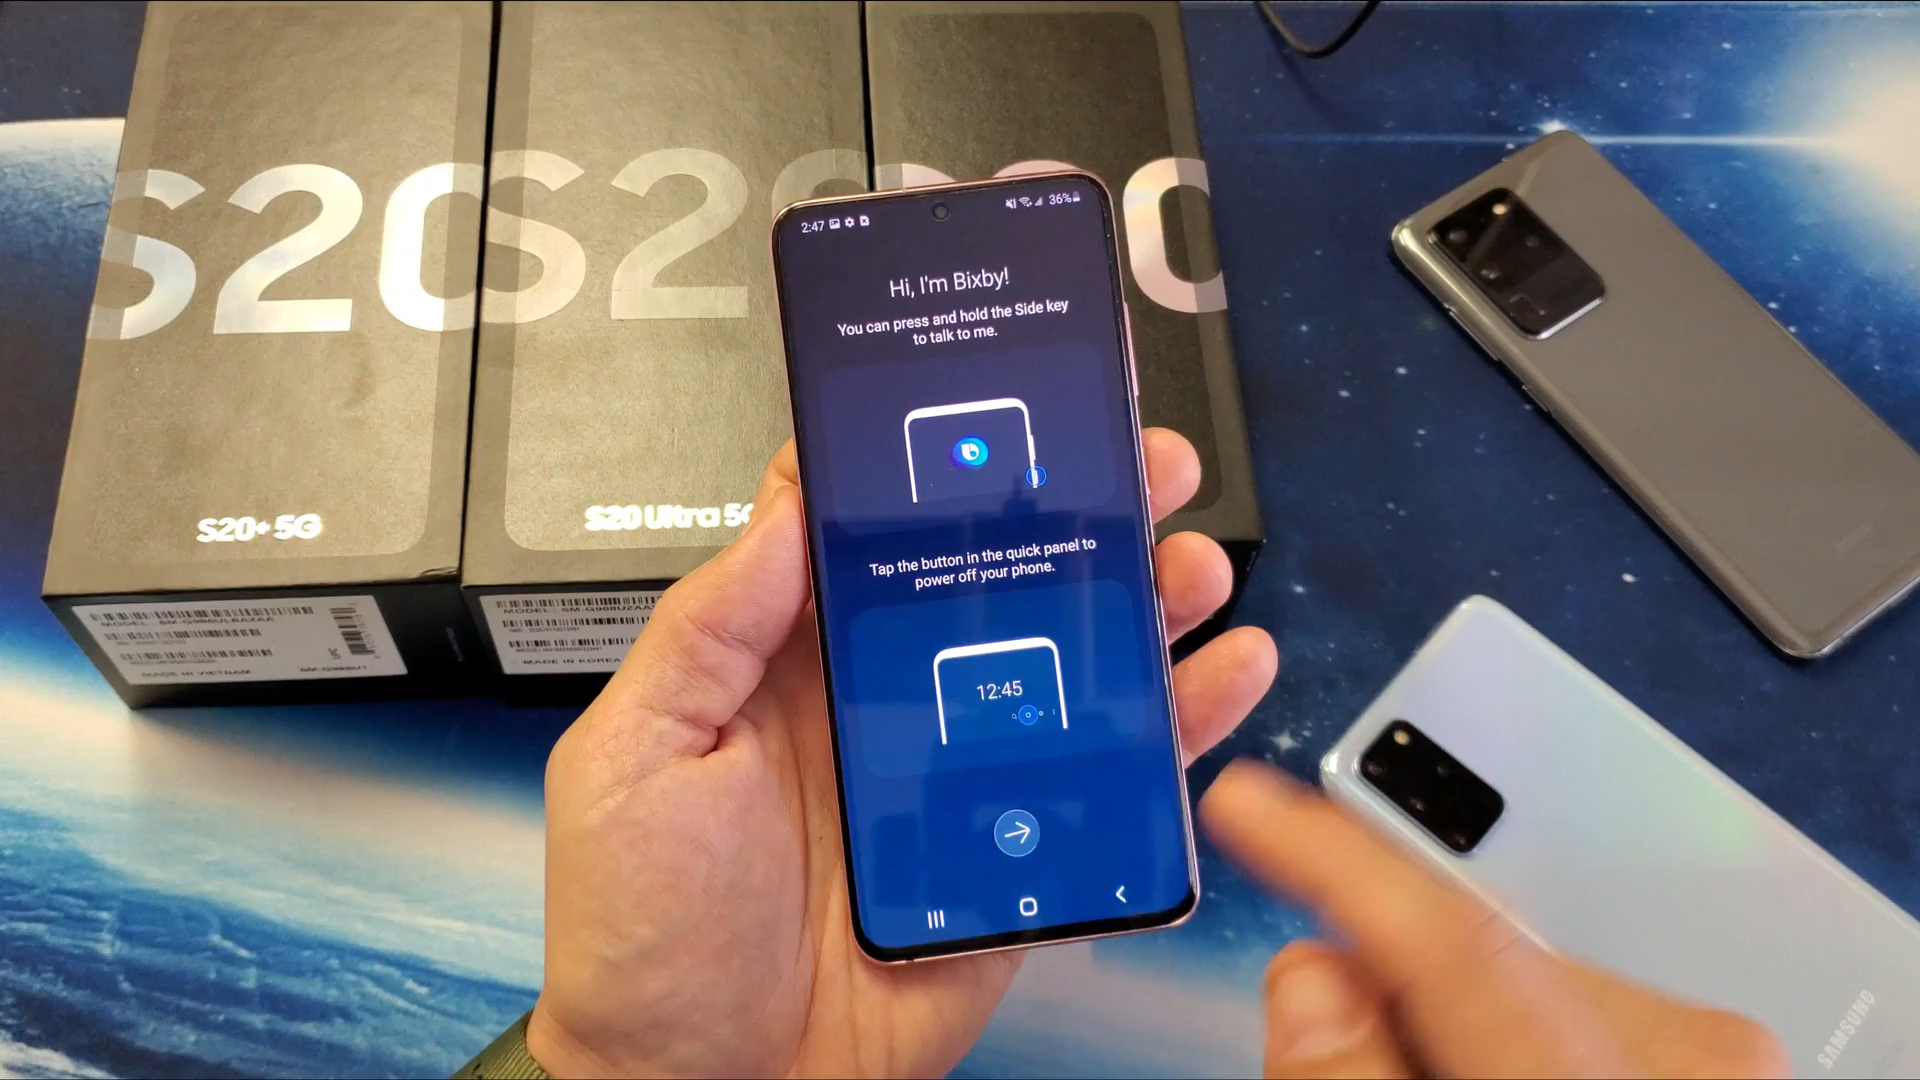 S20
S20
0
2:47
36%
Hi, I'm Bixby!
You can press and hold the Side key
to talk to me.
Tap the button in the quick panel to
power off your phone.
12:45
S20+ 5G
S20 Ultra 5G
MADE IN VIETNAM
MADE IN KOREA
SAMSUNG